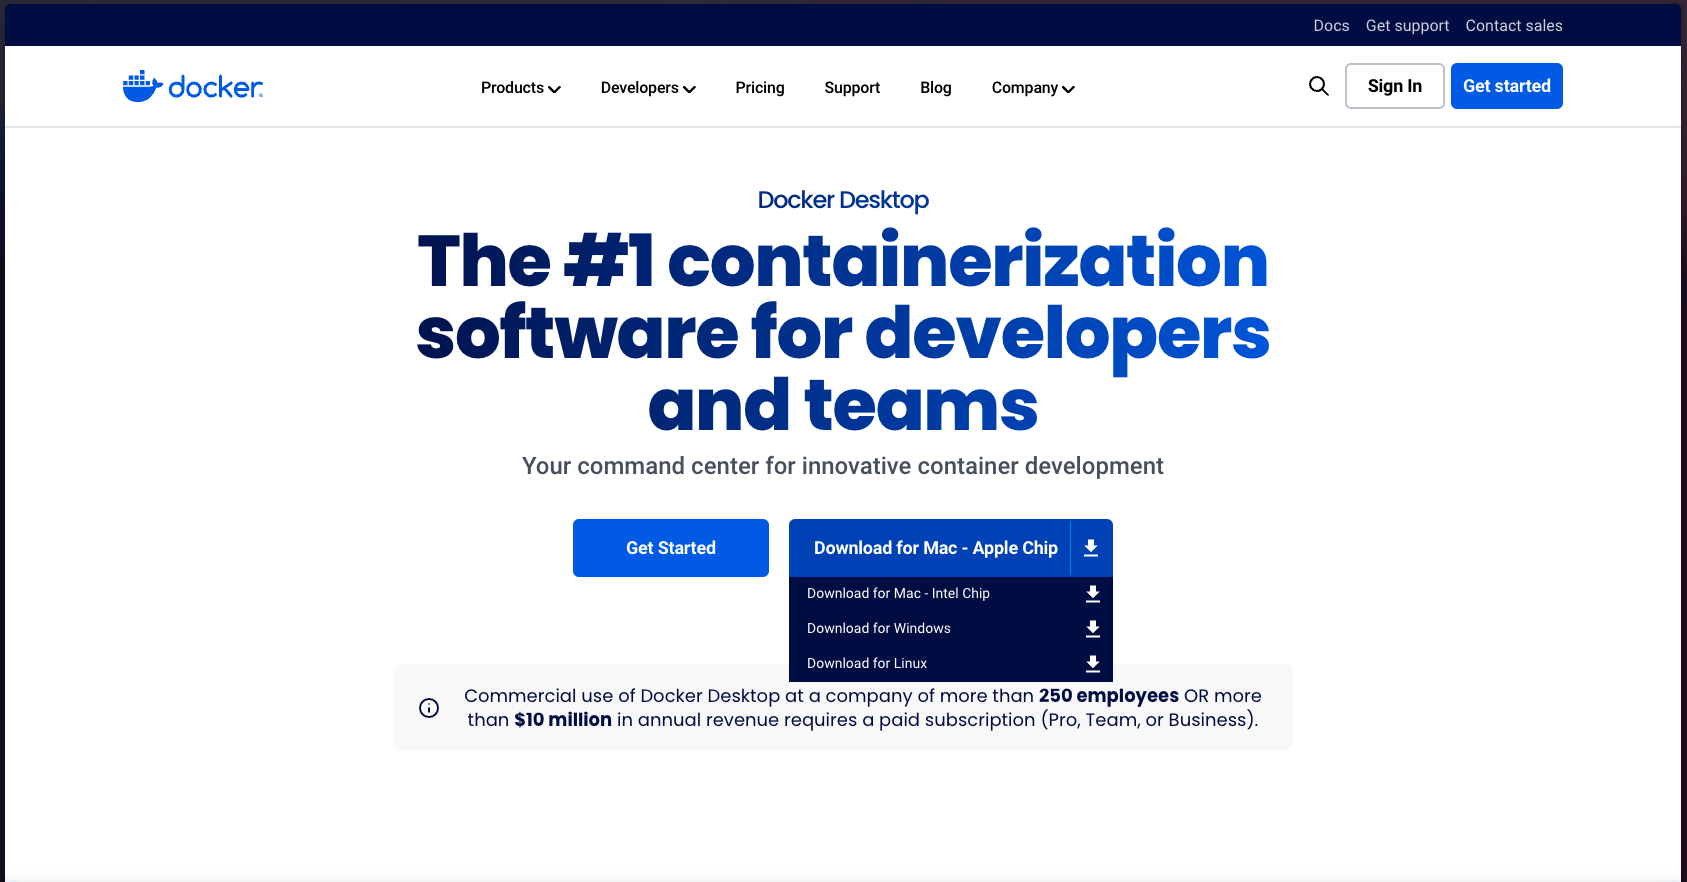 Docs Get support Contact sales
docker
Products Developers Pricing Support Blog Company Sign In Get started
Docker Desktop
The #1 containerization
software for developers
and teams
Your command center for innovative container development
Get Started Download for Mac - Apple Chip
Download for Mac - Intel Chip
Download for Windows
Download for Linux
Commercial use of Docker Desktop at a company of more than 250 employees OR more
than $10 million in annual revenue requires a paid subscription (Pro, Team, or Business).